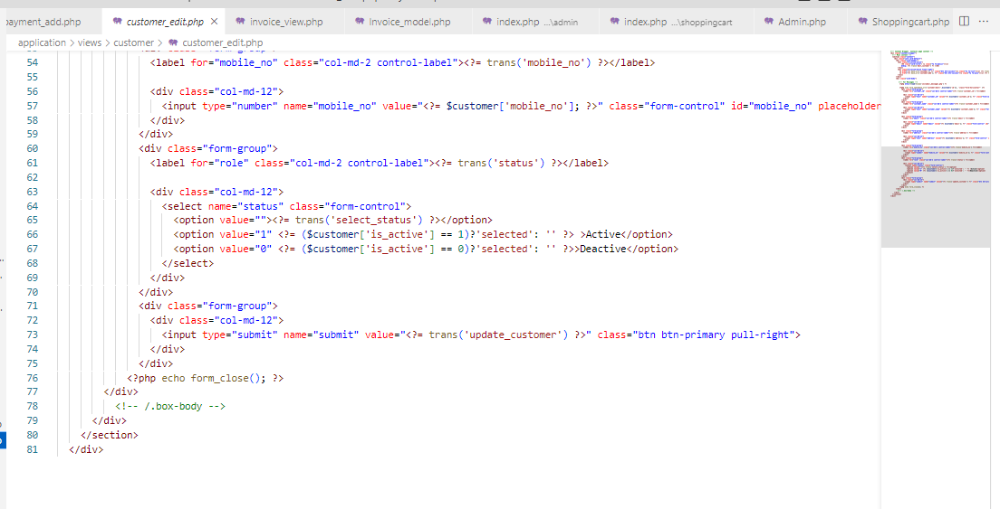 payment_add.php customer_edit.php × invoice_view.php Invoice_model.php index.php ...\admin index.php ...\shoppingcart Admin.php Shoppingcart.php ...
application > views > customer > customer_edit.php
54 <label for="mobile_no" class="col-md-2 control-label"><?= trans('mobile_no') ?></label>
55
56 <div class="col-md-12">
57 <input type="number" name="mobile_no" value="<?= $customer['mobile_no']; ?>" class="form-control" id="mobile_no" placeholder
58 </div>
59 </div>
60 <div class="form-group">
61 <label for="role" class="col-md-2 control-label"><?= trans('status') ?></label>
62
63 <div class="col-md-12">
64 <select name="status" class="form-control">
65 <option value=""><?= trans('select_status') ?></option>
66 <option value="1" <?= ($customer['is_active'] == 1)?'selected': '' ?> >Active</option>
67 <option value="0" <?= ($customer['is_active'] == 0)?'selected': '' ?>>Deactive</option>
68 </select>
69 </div>
70 </div>
71 <div class="form-group">
72 <div class="col-md-12">
73 <input type="submit" name="submit" value="<?= trans('update_customer') ?>" class="btn btn-primary pull-right">
74 </div>
75 </div>
76 <?php echo form_close(); ?>
77 </div>
78 <!-- /.box-body -->
79 </div>
80 </section>
81 </div>